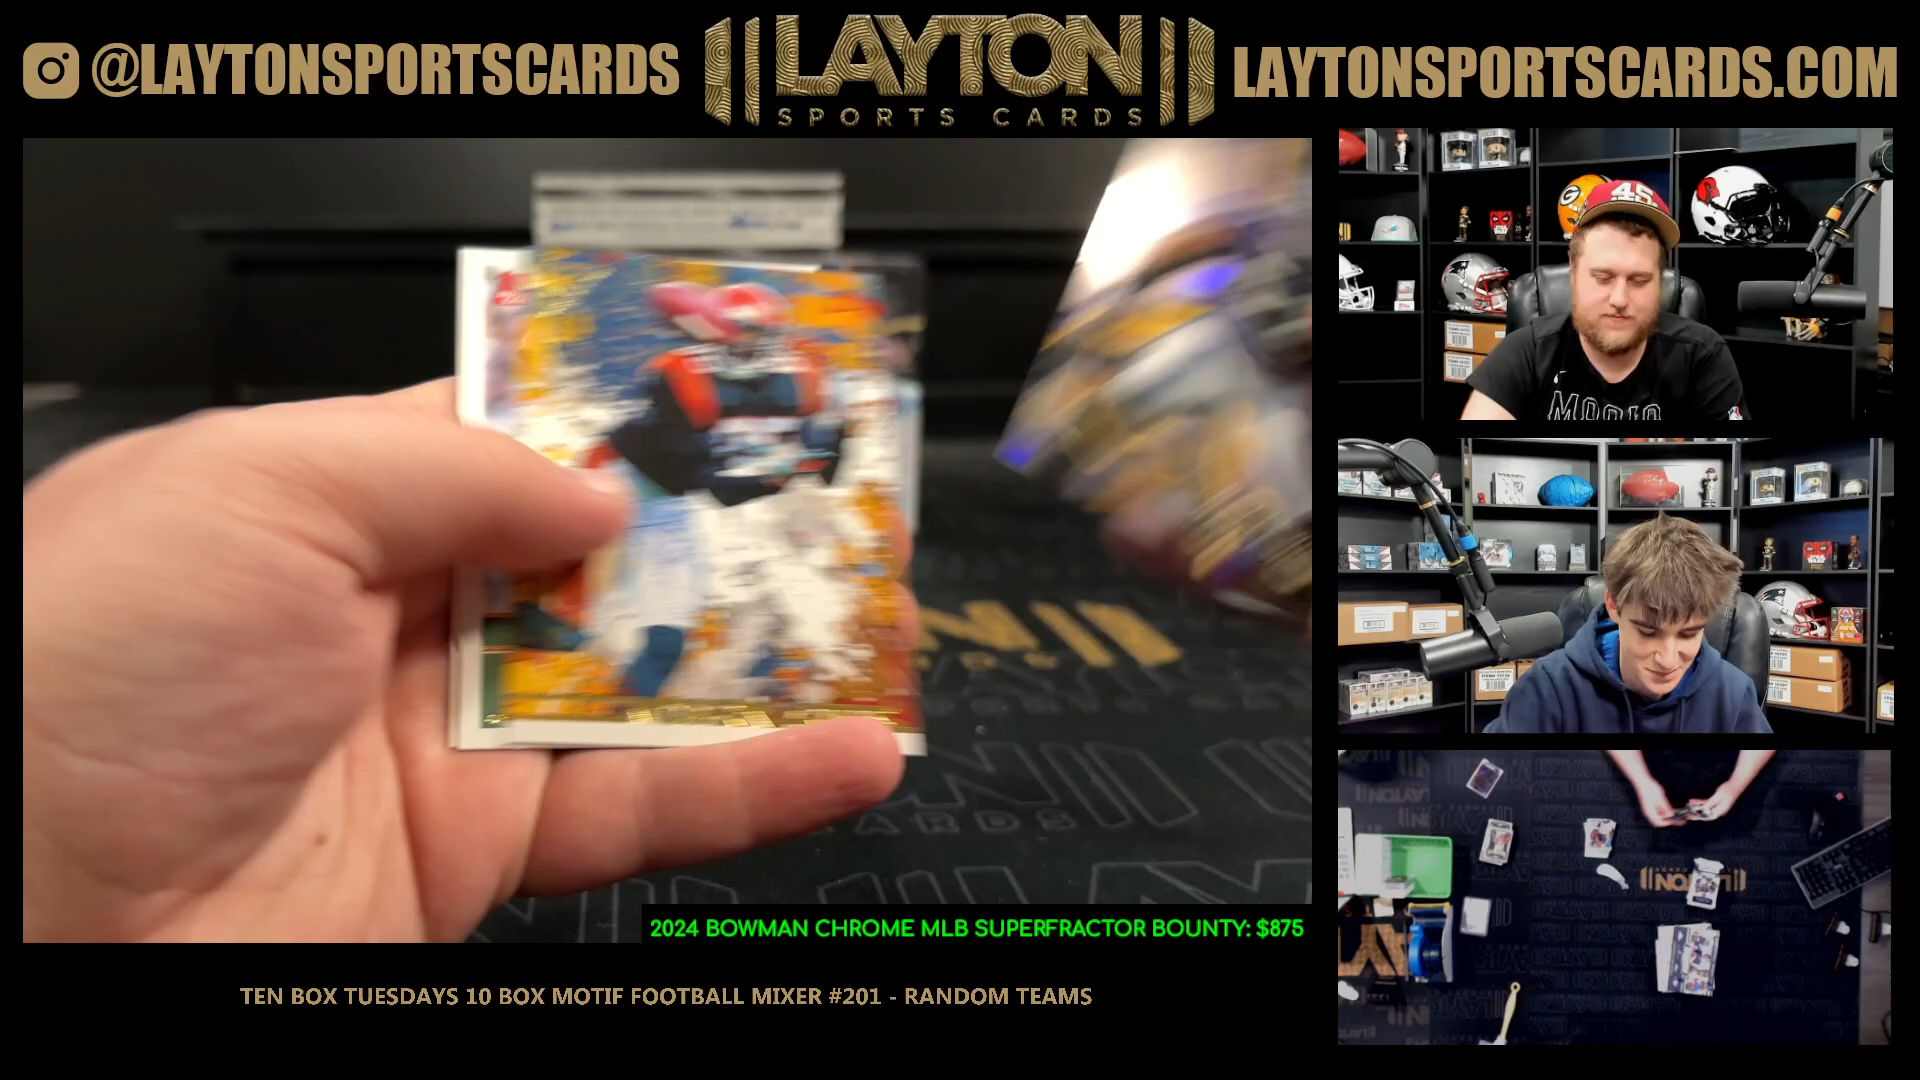 @LAYTONSPORTSCARDS
LAYTON
SPORTS CARDS
LAYTONSPORTSCARDS.COM
45
2024 BOWMAN CHROME MLB SUPERFRACTOR BOUNTY: $875
TEN BOX TUESDAYS 10 BOX MOTIF FOOTBALL MIXER #201 - RANDOM TEAMS